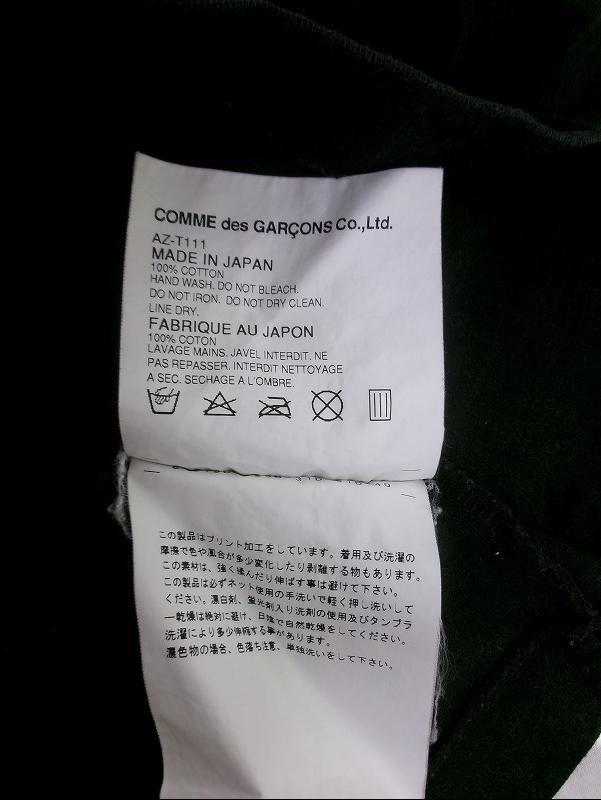 COMME des GARÇONS Co.,Ltd.
AZ-T111
MADE IN JAPAN
100% COTTON
HAND WASH. DO NOT BLEACH.
DO NOT IRON. DO NOT DRY CLEAN.
LINE DRY.
FABRIQUE AU JAPON
100% COTON
LAVAGE MAINS. JAVEL INTERDIT. NE
PAS REPASSER. INTERDIT NETTOYAGE
A SEC. SECHAGE A L'OMBRE.
この製品はプリント加工をしています。着用及び洗濯の
摩擦で色や風合が多少変化したり剥離する物もあります。
この素材は、強く揉んだり伸ばす事は避けて下さい。
この製品は必ずネット使用の手洗いで軽く押し洗いして
ください。漂白剤、蛍光剤入り洗剤の使用及びタンブラ
ー乾燥は絶対に避け、日陰で自然乾燥をしてください。
洗濯により多少伸縮する事があります。
濃色物の場合、色落ち注意、単独洗いをして下さい。